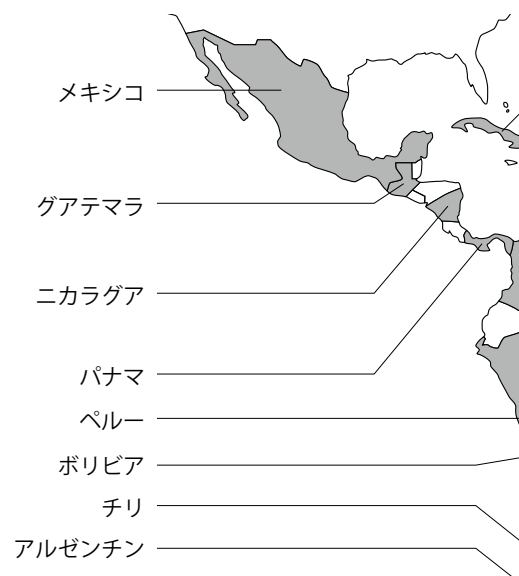 メキシコ
グアテマラ
ニカラグア
パナマ
ペルー
ボリビア
チリ
アルゼンチン